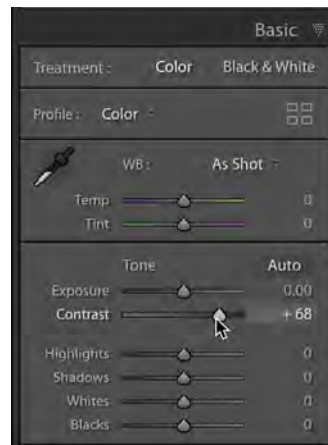 Basic
Treatment : Color Black & White
Profile : Color
WB : As Shot
Temp 0
Tint 0
Tone Auto
Exposure 0.00
Contrast + 68
Highlights 0
Shadows 0
Whites 0
Blacks 0